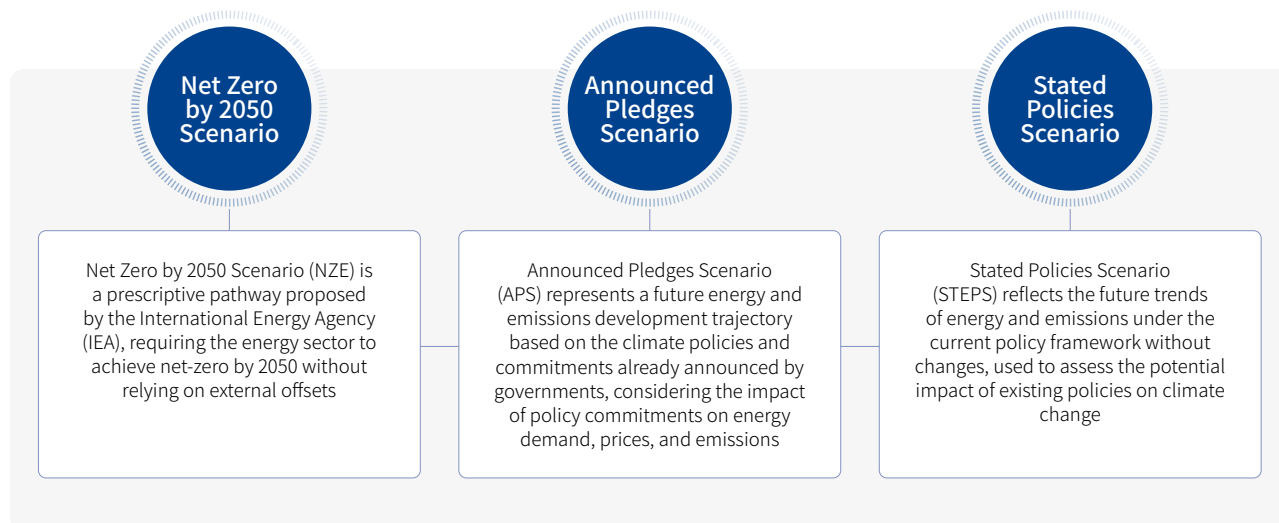 Net Zero
by 2050
Scenario
Net Zero by 2050 Scenario (NZE) is
a prescriptive pathway proposed
by the International Energy Agency
(IEA), requiring the energy sector to
achieve net-zero by 2050 without
relying on external offsets
Announced
Pledges
Scenario
Announced Pledges Scenario
(APS) represents a future energy and
emissions development trajectory
based on the climate policies and
commitments already announced by
governments, considering the impact
of policy commitments on energy
demand, prices, and emissions
Stated
Policies
Scenario
Stated Policies Scenario
(STEPS) reflects the future trends
of energy and emissions under the
current policy framework without
changes, used to assess the potential
impact of existing policies on climate
change